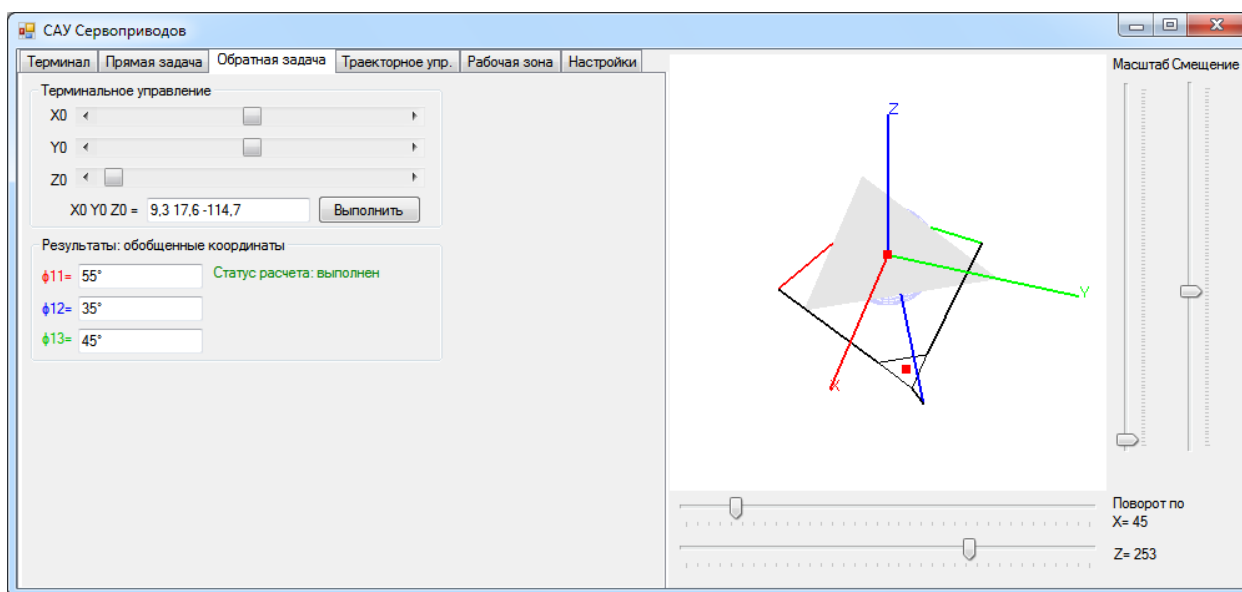 САУ Сервоприводов
Терминал Прямая задача Обратная задача Траекторное упр. Рабочая зона Настройки
Терминальное управление
X0
Y0
Z0
X0 Y0 Z0 = 9,3 17,6 -114,7 Выполнить
Результаты: обобщенные координаты
ϕ11= 55° Статус расчета: выполнен
ϕ12= 35°
ϕ13= 45°
Z
Y
X
Масштаб Смещение
Поворот по
X= 45
Z= 253